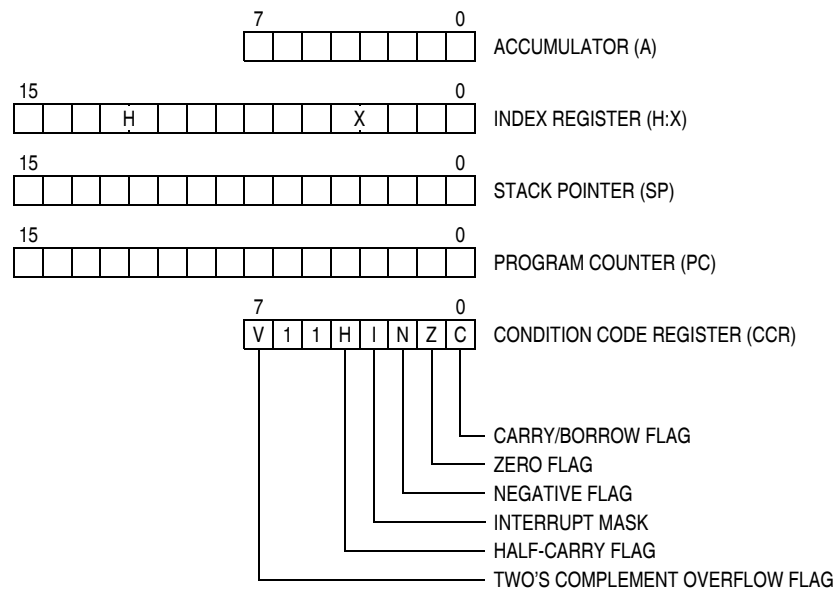 7 0
ACCUMULATOR (A)
15 0
H X INDEX REGISTER (H:X)
15 0
STACK POINTER (SP)
15 0
PROGRAM COUNTER (PC)
7 0
V 1 1 H I N Z C CONDITION CODE REGISTER (CCR)
CARRY/BORROW FLAG
ZERO FLAG
NEGATIVE FLAG
INTERRUPT MASK
HALF-CARRY FLAG
TWO'S COMPLEMENT OVERFLOW FLAG